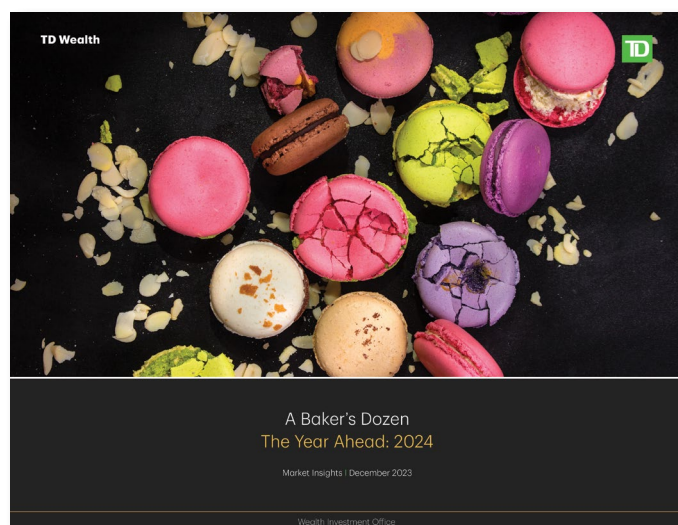 TD Wealth
TD
A Baker's Dozen
The Year Ahead: 2024
Market Insights | December 2023
Wealth Investment Office